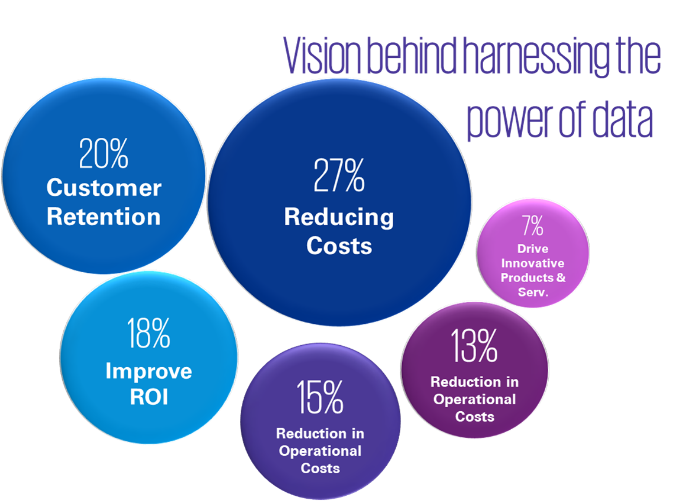 Vision behind harnessing the
power of data
20%
Customer
Retention
27%
Reducing
Costs
7%
Drive
Innovative
Products &
Serv.
18%
Improve
ROI
15%
Reduction in
Operational
Costs
13%
Reduction in
Operational
Costs